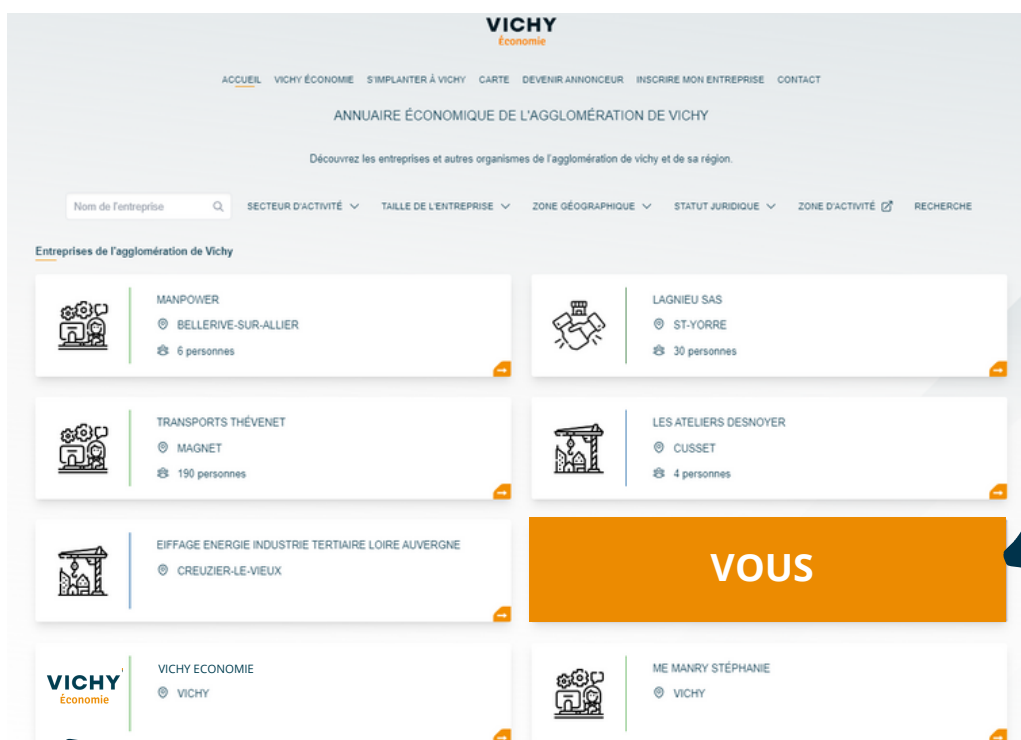 VICHY
Économie
ACCUEIL VICHY ÉCONOMIE S'IMPLANTER À VICHY CARTE DEVENIR ANNONCEUR INSCRIRE MON ENTREPRISE CONTACT
ANNUAIRE ÉCONOMIQUE DE L'AGGLOMÉRATION DE VICHY
Découvrez les entreprises et autres organismes de l'agglomération de vichy et de sa région.
Nom de l'entreprise SECTEUR D'ACTIVITÉ TAILLE DE L'ENTREPRISE ZONE GÉOGRAPHIQUE STATUT JURIDIQUE ZONE D'ACTIVITÉ RECHERCHE
Entreprises de l'agglomération de Vichy
MANPOWER
BELLERIVE-SUR-ALLIER
6 personnes
LAGNIEU SAS
ST-YORRE
30 personnes
TRANSPORTS THÉVENET
MAGNET
190 personnes
LES ATELIERS DESNOYER
CUSSET
4 personnes
EIFFAGE ENERGIE INDUSTRIE TERTIAIRE LOIRE AUVERGNE
CREUZIER-LE-VIEUX
VOUS
VICHY
Économie
VICHY ECONOMIE
VICHY
ME MANRY STÉPHANIE
VICHY